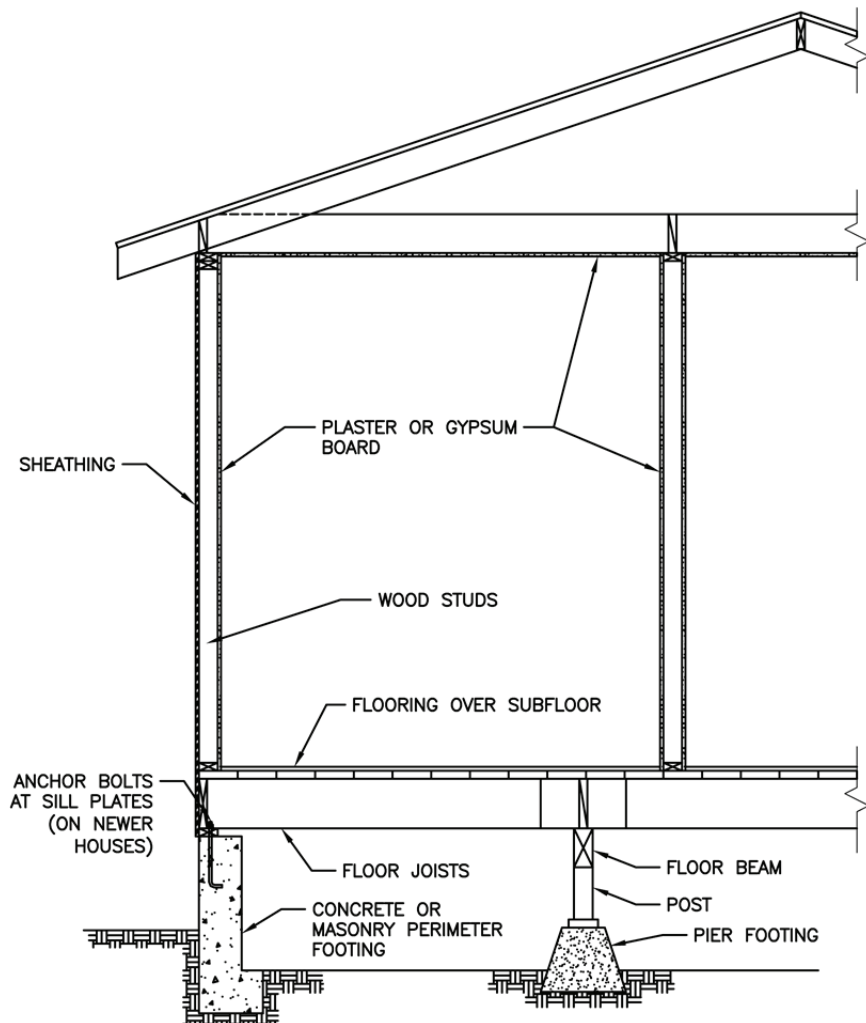 PLASTER OR GYPSUM
BOARD
SHEATHING
WOOD STUDS
FLOORING OVER SUBFLOOR
ANCHOR BOLTS
AT SILL PLATES
(ON NEWER
HOUSES)
FLOOR JOISTS
FLOOR BEAM
CONCRETE OR
MASONRY PERIMETER
FOOTING
POST
PIER FOOTING